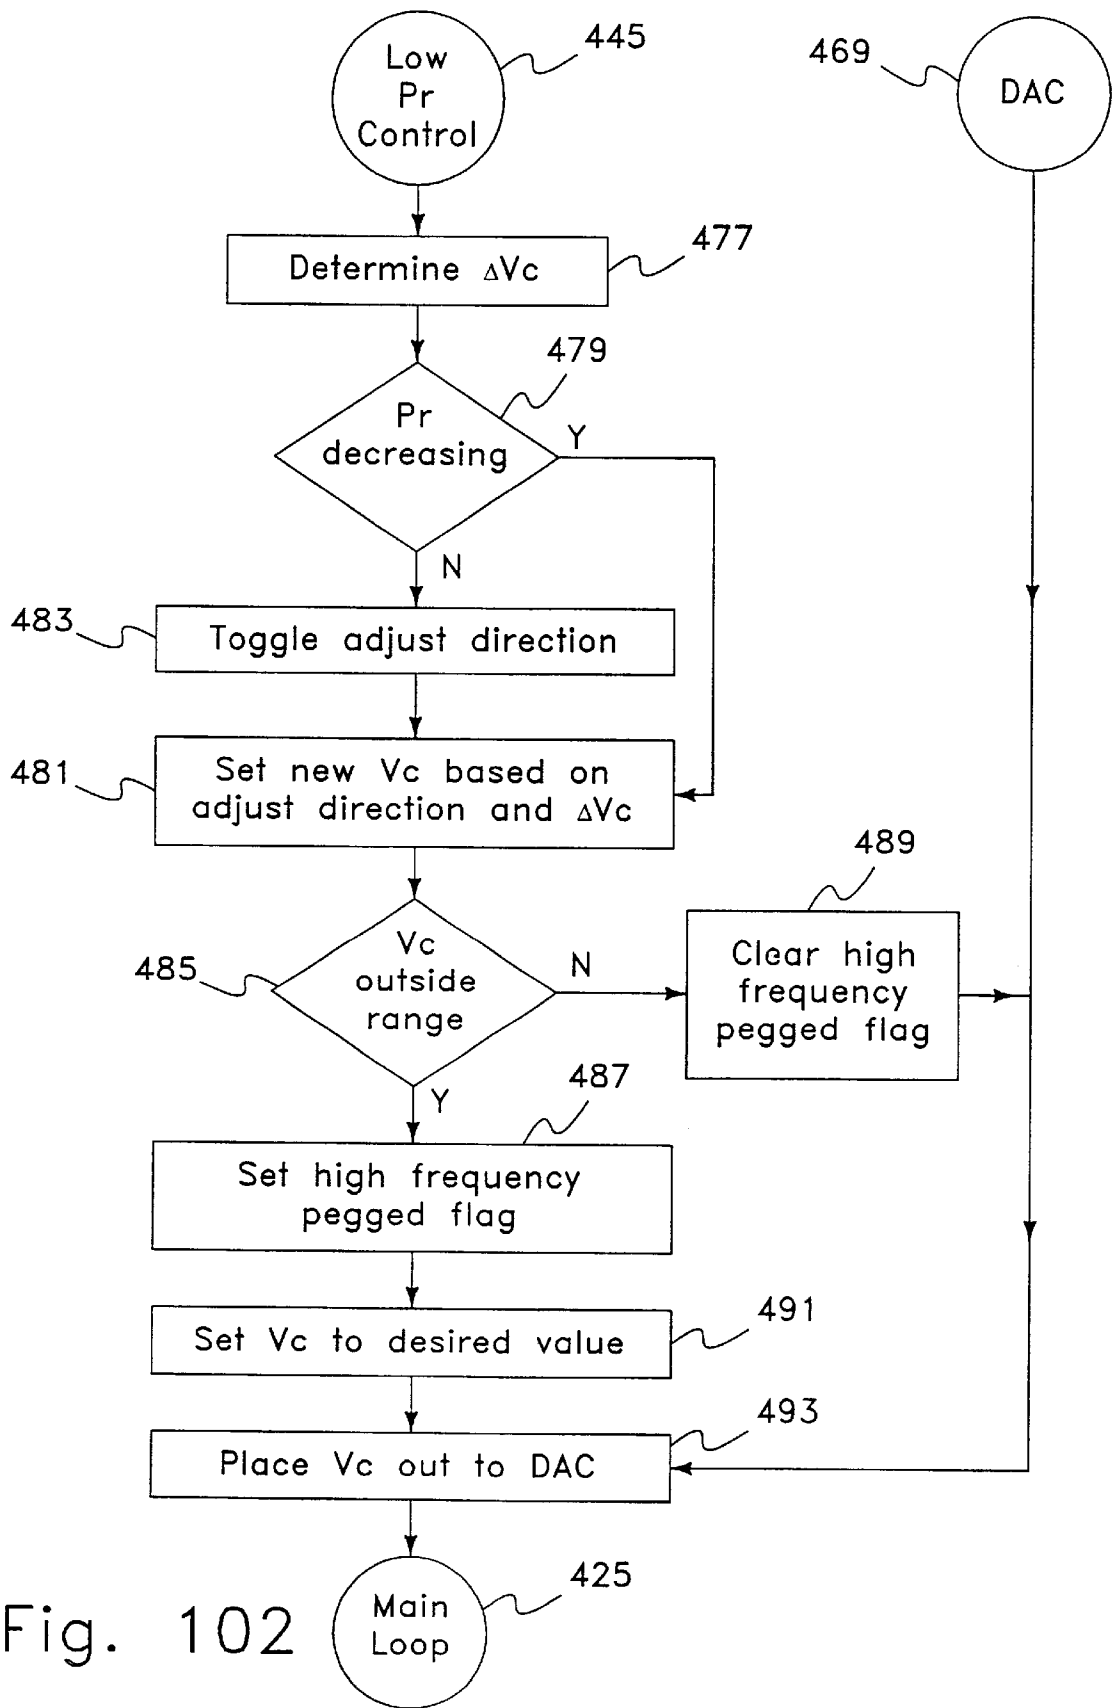 Low
Pr
Control
445
469
DAC
477
Determine ΔVc
479
Pr
decreasing
Y
N
483
Toggle adjust direction
481
Set new Vc based on
adjust direction and ΔVc
489
485
Vc
outside
range
N
Clear high
frequency
pegged flag
Y
487
Set high frequency
pegged flag
491
Set Vc to desired value
493
Place Vc out to DAC
425
Main
Loop
Fig. 102